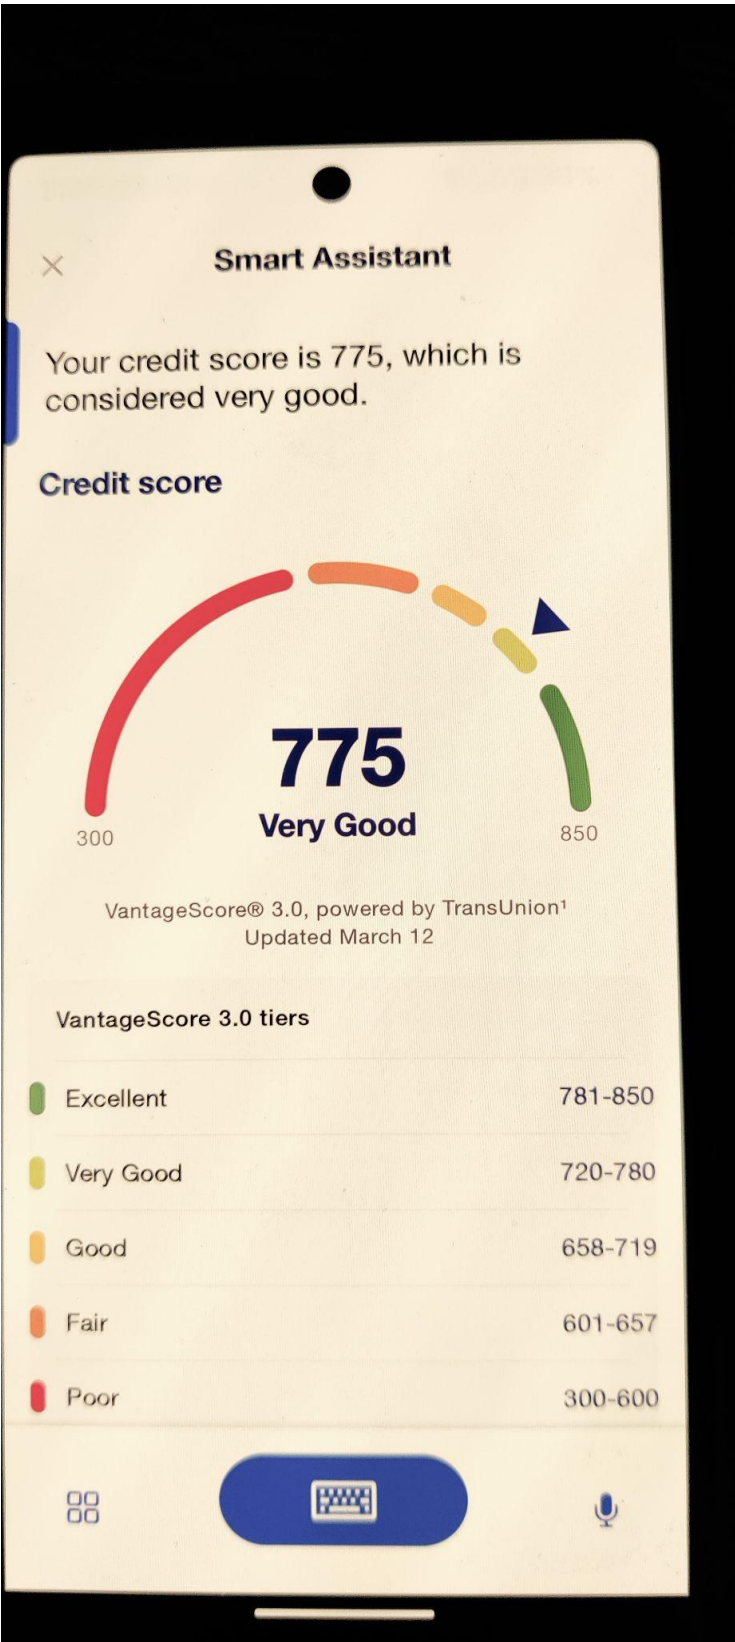 Smart Assistant
Your credit score is 775, which is
considered very good.
Credit score
775
Very Good
300
850
VantageScore® 3.0, powered by TransUnion¹
Updated March 12
VantageScore 3.0 tiers
Excellent 781-850
Very Good 720-780
Good 658-719
Fair 601-657
Poor 300-600